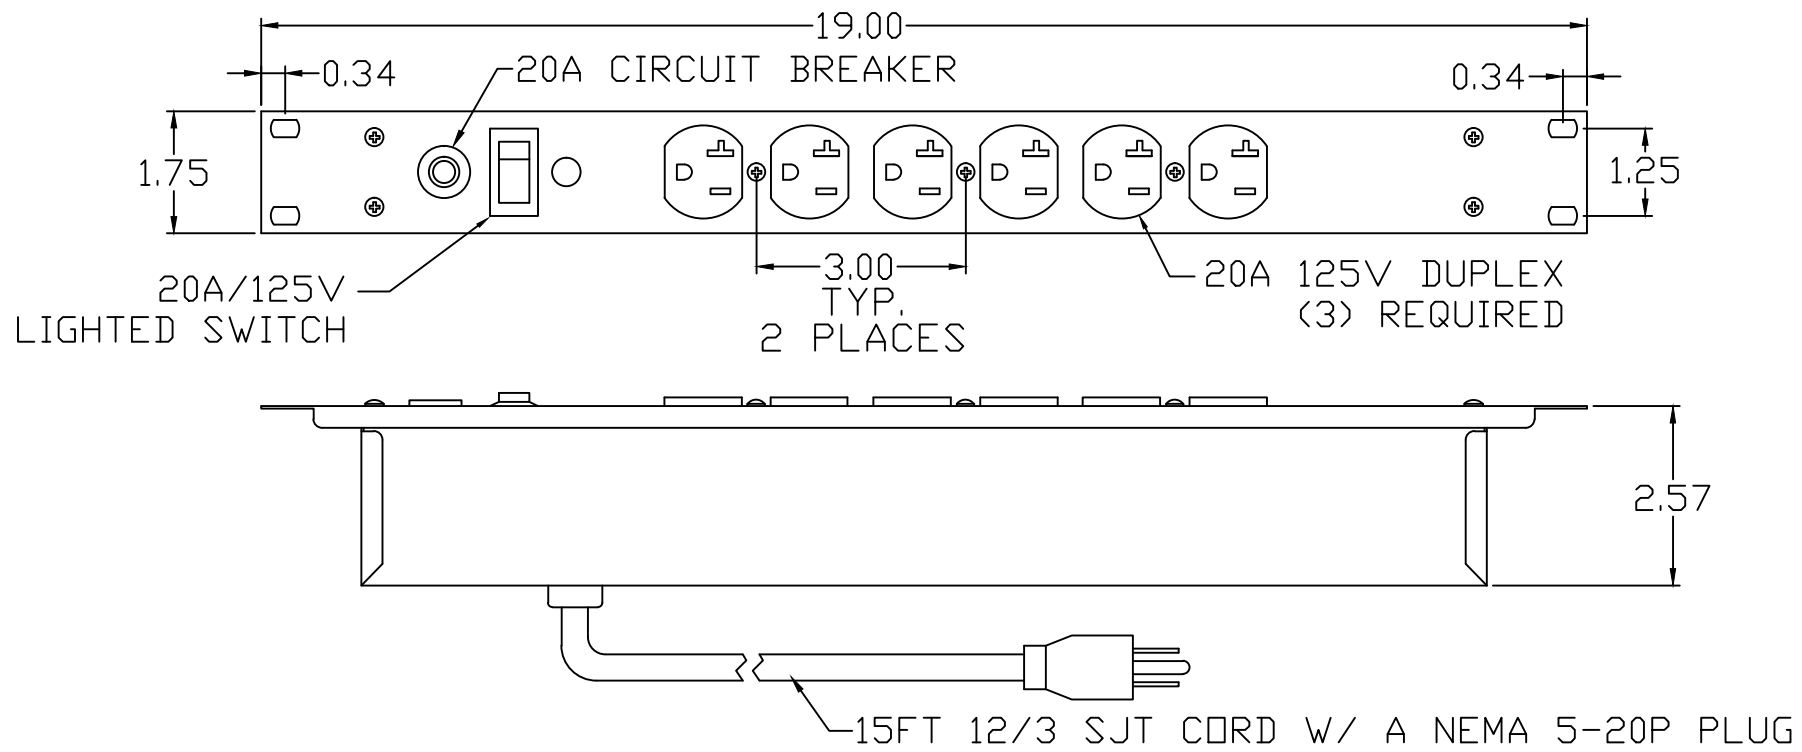 19.00
0.34
20A CIRCUIT BREAKER
0.34
1.75
1.25
3.00
TYP.
2 PLACES
20A/125V
LIGHTED SWITCH
20A 125V DUPLEX
(3) REQUIRED
2.57
15FT 12/3 SJT CORD W/ A NEMA 5-20P PLUG